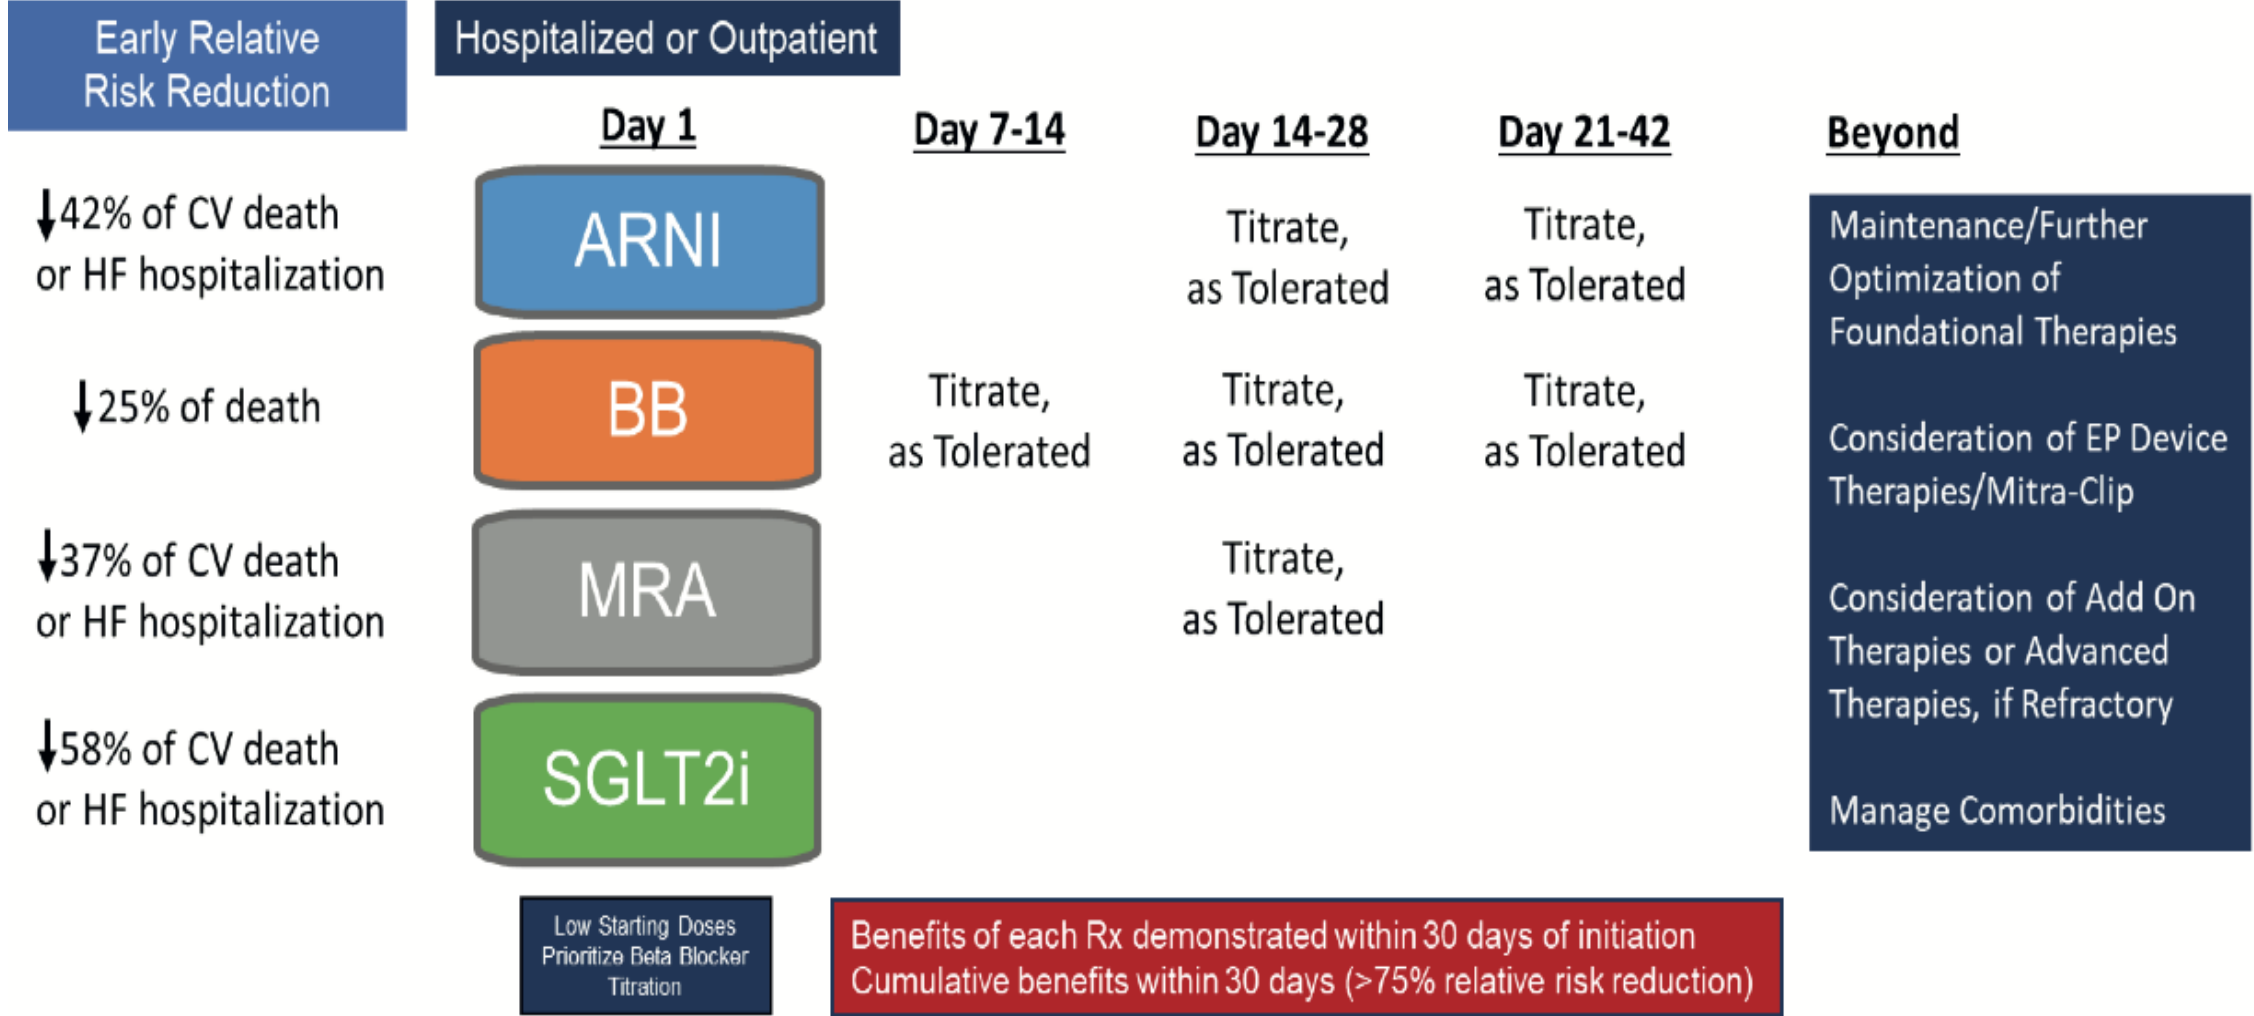 Early Relative
Risk Reduction
Hospitalized or Outpatient
Day 1
Day 7-14
Day 14-28
Day 21-42
Beyond
↓42% of CV death
or HF hospitalization
ARNI
Titrate,
as Tolerated
Titrate,
as Tolerated
↓25% of death
BB
Titrate,
as Tolerated
Titrate,
as Tolerated
Titrate,
as Tolerated
↓37% of CV death
or HF hospitalization
MRA
Titrate,
as Tolerated
↓58% of CV death
or HF hospitalization
SGLT2i
Maintenance/Further
Optimization of
Foundational Therapies
Consideration of EP Device
Therapies/Mitra-Clip
Consideration of Add On
Therapies or Advanced
Therapies, if Refractory
Manage Comorbidities
Low Starting Doses
Prioritize Beta Blocker
Titration
Benefits of each Rx demonstrated within 30 days of initiation
Cumulative benefits within 30 days (>75% relative risk reduction)